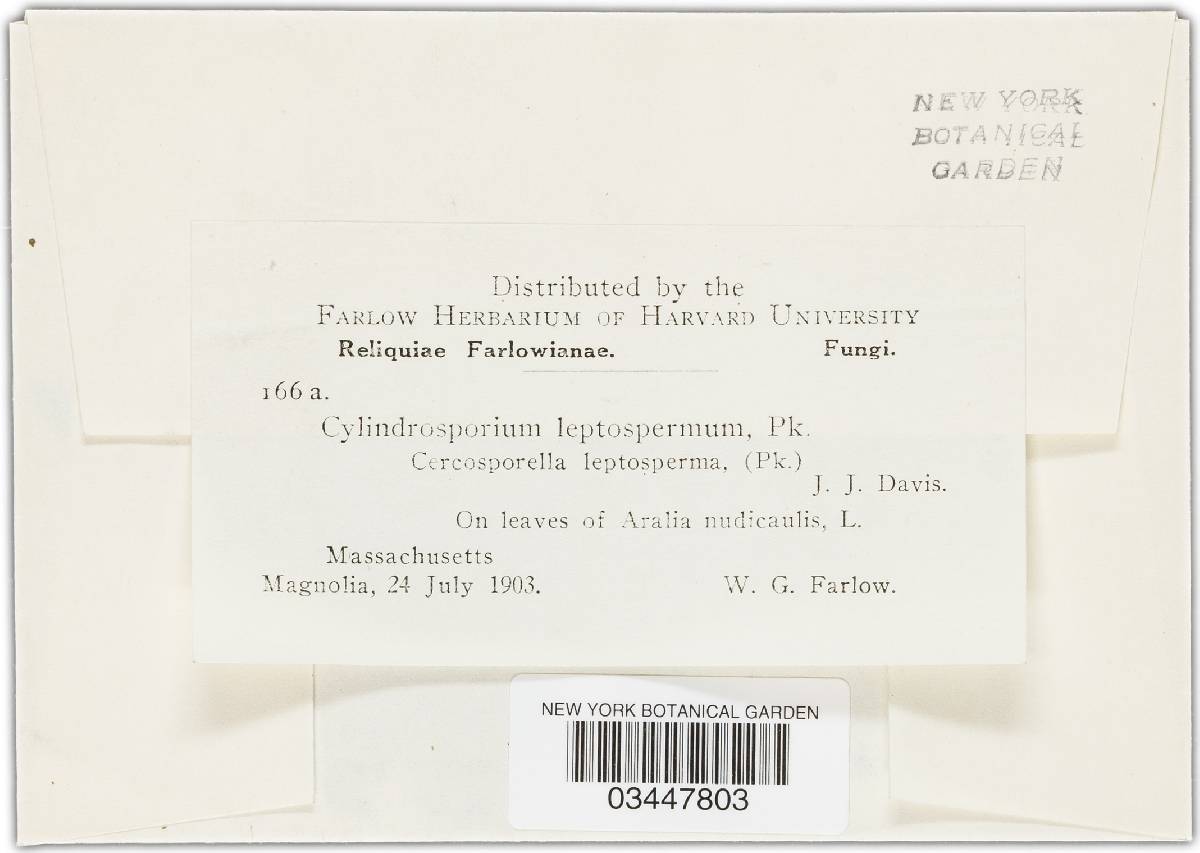 NEW YORK
BOTANICAL
GARDEN
Distributed by the
FARLOW HERBARIUM OF HARVARD UNIVERSITY
Reliquiae Farlowianae. Fungi.
166 a.
Cylindrosporium leptospermum, Pk.
Cercosporella leptosperma, (Pk.)
J. J. Davis.
On leaves of Aralia nudicaulis, L.
Massachusetts
Magnolia, 24 July 1903. W. G. Farlow.
NEW YORK BOTANICAL GARDEN
03447803